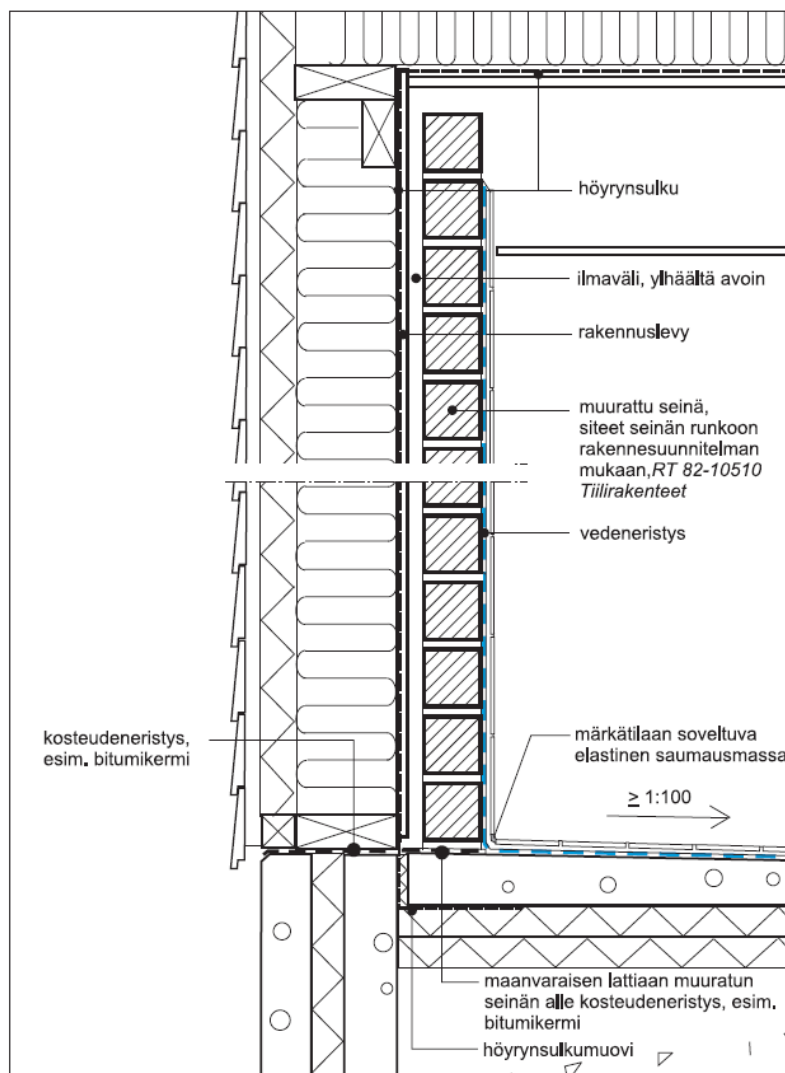 höyrynsulku
ilmaväli, ylhäältä avoin
rakennuslevy
muurattu seinä,
siteet seinän runkoon
rakennesuunnitelman
mukaan,RT 82-10510
Tiilirakenteet
vedeneristys
kosteudeneristys,
esim. bitumikermi
märkätilaan soveltuva
elastinen saumausmassa
≥ 1:100
maanvaraisen lattiaan muuratun
seinän alle kosteudeneristys, esim.
bitumikermi
höyrynsulkumuovi